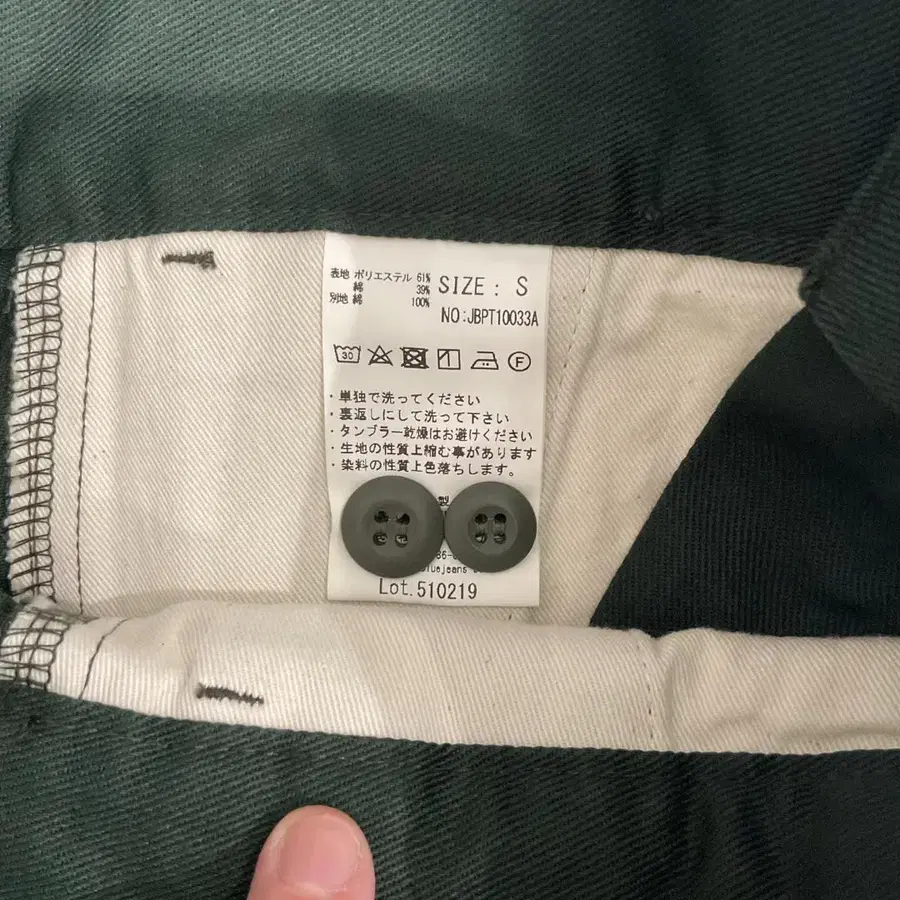 表地 ポリエステル 61%
綿 39%
別地 綿 100%
SIZE : S
NO:JBPT10033A
30
F
・単独で洗ってください
・裏返しにして洗って下さい
・タンブラー乾燥はお避けください
・生地の性質上縮む事があります
・染料の性質上色落ちします。
Lot.510219